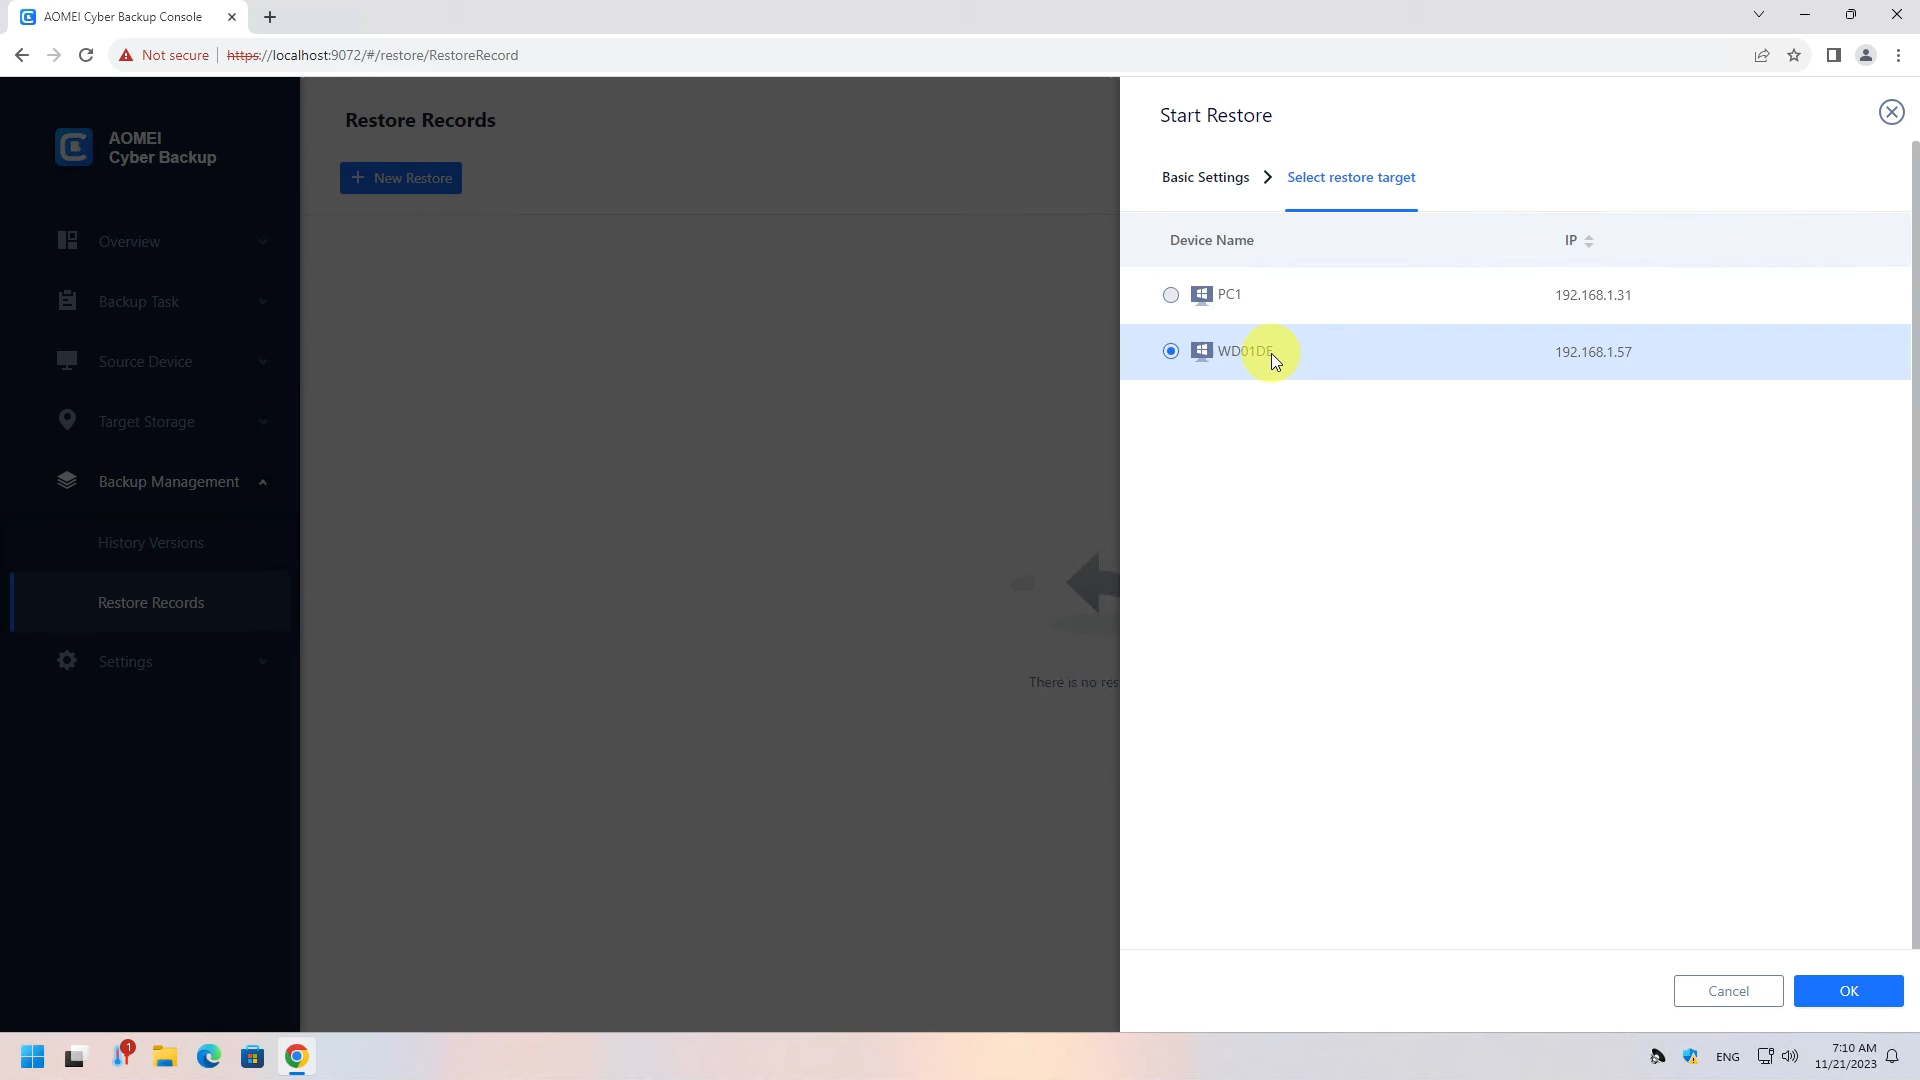 AOMEI Cyber Backup Console
Not secure
https://localhost:9072/#/restore/RestoreRecord
AOMEI
Cyber Backup
Overview
Backup Task
Source Device
Target Storage
Backup Management
History Versions
Restore Records
Settings
Restore Records
+ New Restore
There is no res
Start Restore
Basic Settings > Select restore target
Device Name IP
PC1 192.168.1.31
WD01DE 192.168.1.57
Cancel OK
1
ENG
7:10 AM
11/21/2023